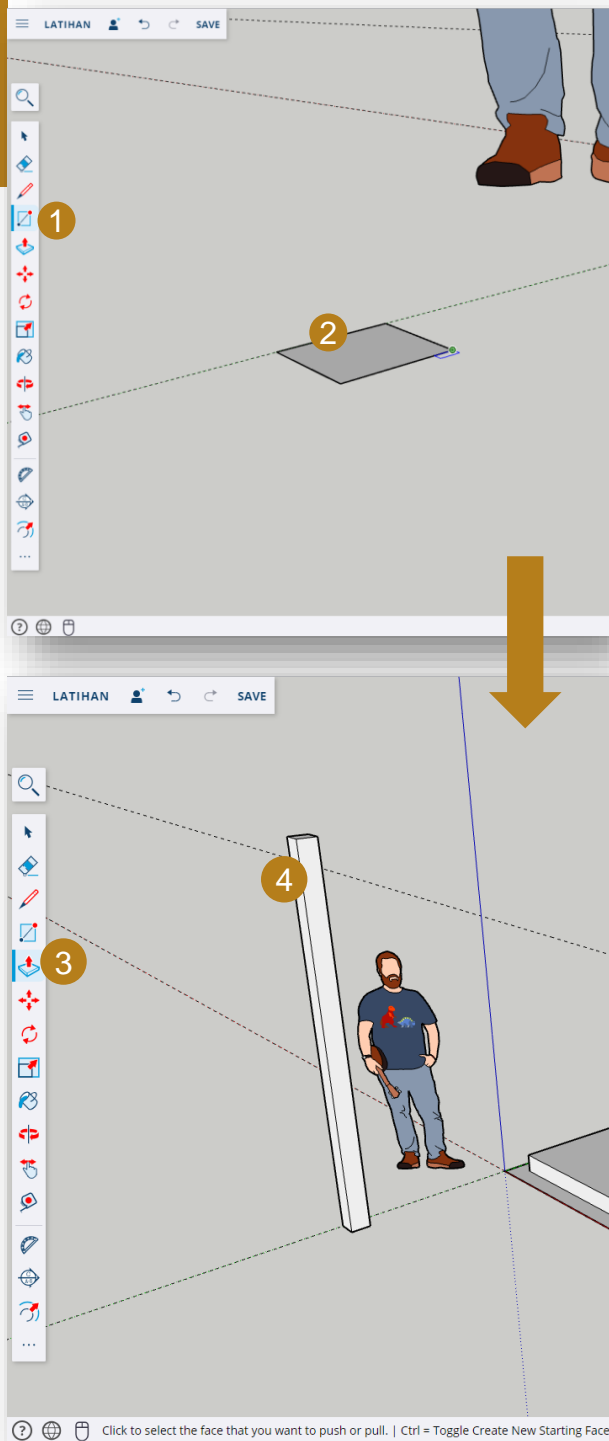 LATIHAN SAVE
1
2
LATIHAN SAVE
4
3
Click to select the face that you want to push or pull. | Ctrl = Toggle Create New Starting Face